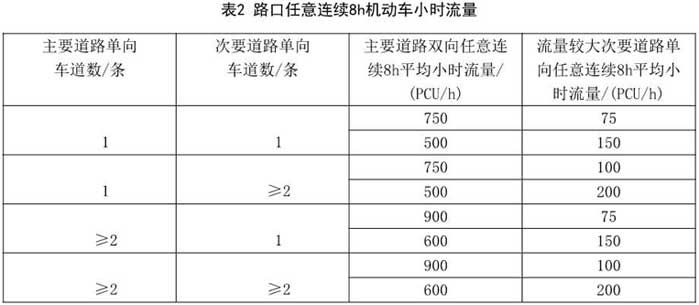 表2 路口任意连续8h机动车小时流量
主要道路单向
车道数/条
次要道路单向
车道数/条
主要道路双向任意连
续8h平均小时流量/
(PCU/h)
流量较大次要道路单
向任意连续8h平均小
时流量/(PCU/h)
1
1
750
75
500
150
1
≥2
750
100
500
200
≥2
1
900
75
600
150
≥2
≥2
900
100
600
200